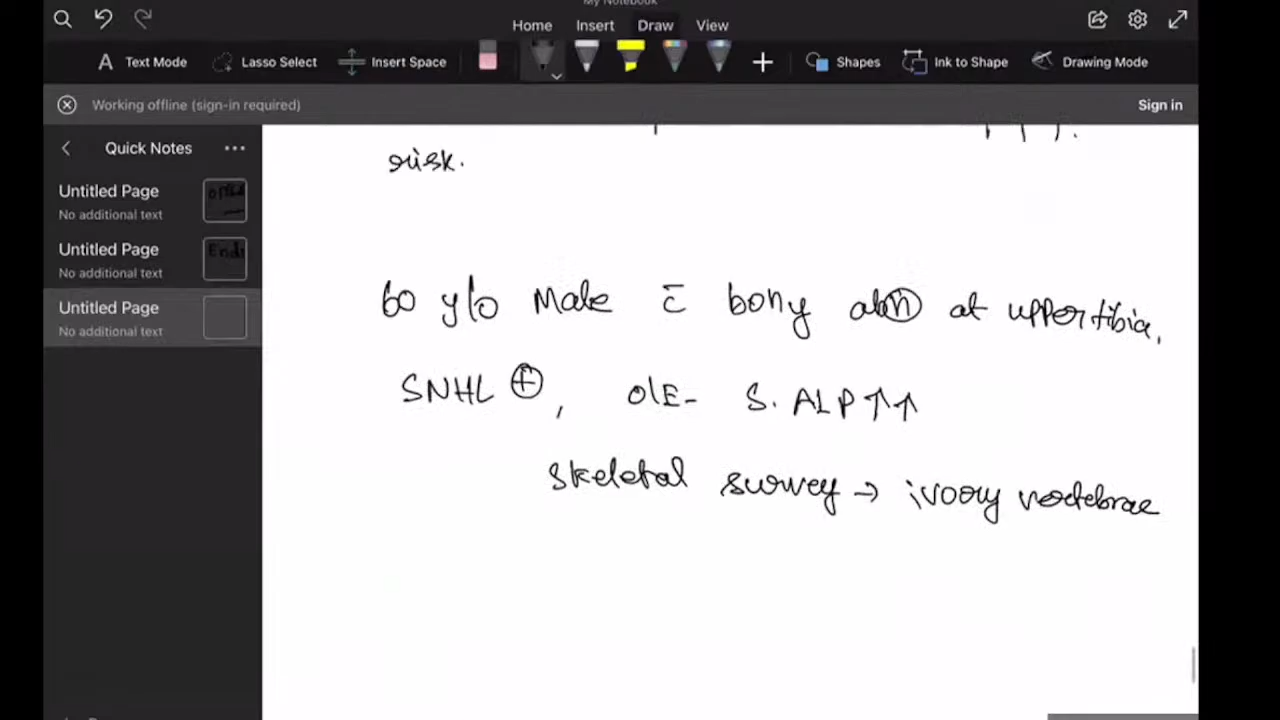 My Notebook
Home Insert Draw View
Text Mode Lasso Select Insert Space Shapes Ink to Shape Drawing Mode
Working offline (sign-in required) Sign in
Quick Notes
Untitled Page
No additional text
Untitled Page
No additional text
Untitled Page
No additional text
risk.
60 y/o Male c̄ bony abn at upper tibia.
SNHL ⊕, O/E- S. ALP ↑↑
skeletal survey → ivory vertebrae